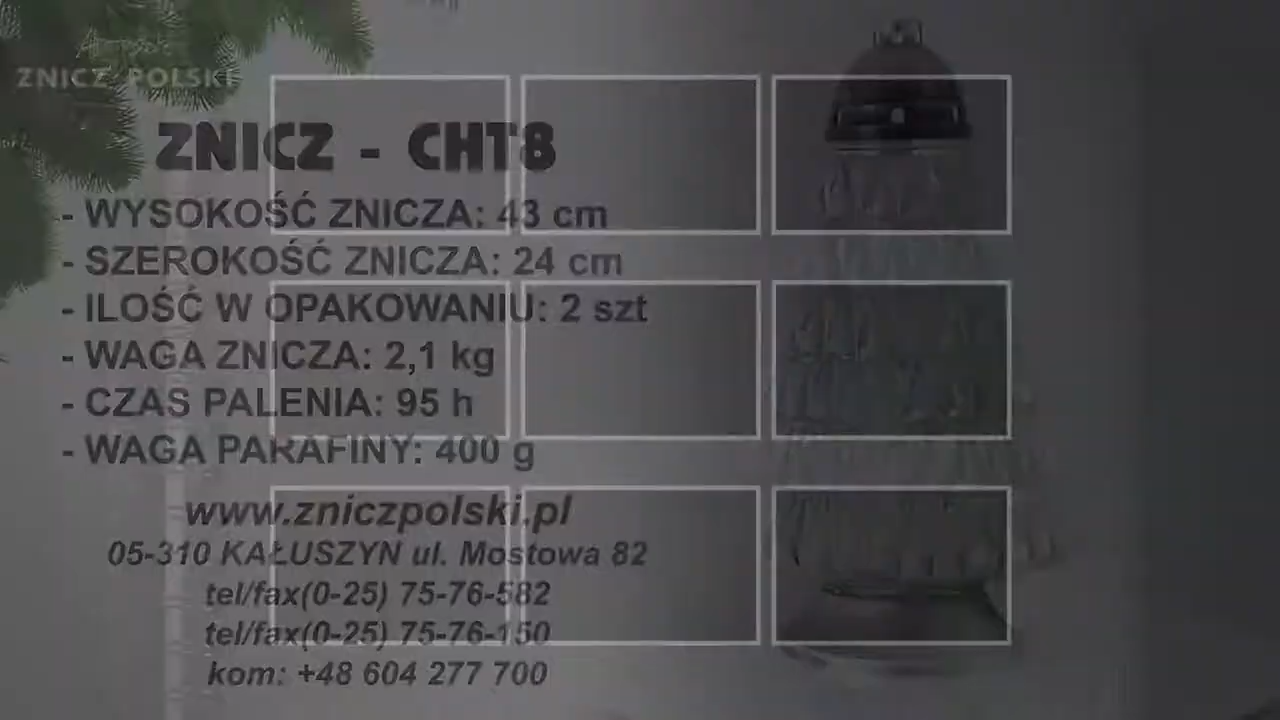 ZNICZ POLSKI
ZNICZ - CHT8
- WYSOKOŚĆ ZNICZA: 43 cm
- SZEROKOŚĆ ZNICZA: 24 cm
- ILOŚĆ W OPAKOWANIU: 2 szt
- WAGA ZNICZA: 2,1 kg
- CZAS PALENIA: 95 h
- WAGA PARAFINY: 400 g
www.zniczpolski.pl
05-310 KAŁUSZYN ul. Mostowa 82
tel/fax(0-25) 75-76-582
tel/fax(0-25) 75-76-150
kom: +48 604 277 700